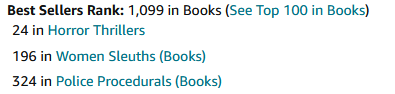 Best Sellers Rank: 1,099 in Books (See Top 100 in Books)
24 in Horror Thrillers
196 in Women Sleuths (Books)
324 in Police Procedurals (Books)